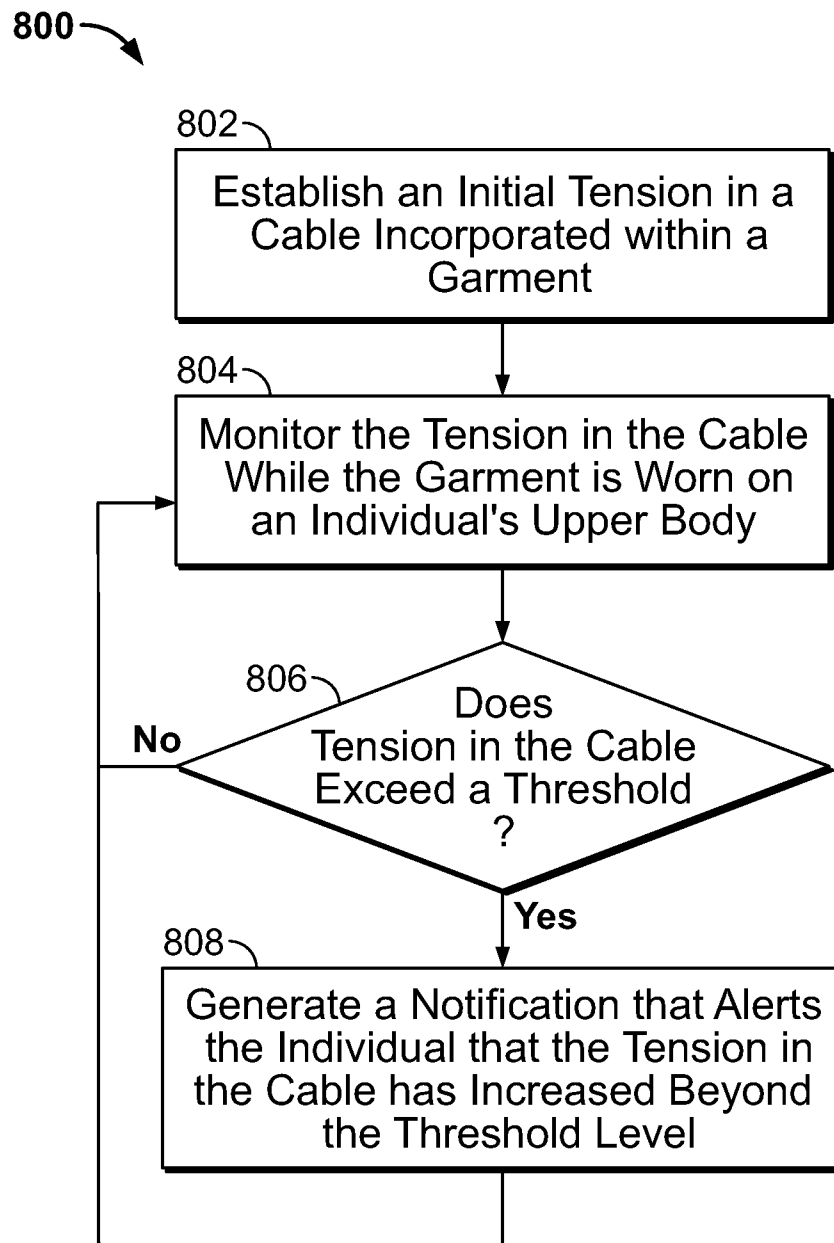 800
802
Establish an Initial Tension in a
Cable Incorporated within a
Garment
804
Monitor the Tension in the Cable
While the Garment is Worn on
an Individual's Upper Body
806
Does
Tension in the Cable
Exceed a Threshold
?
No
Yes
808
Generate a Notification that Alerts
the Individual that the Tension in
the Cable has Increased Beyond
the Threshold Level